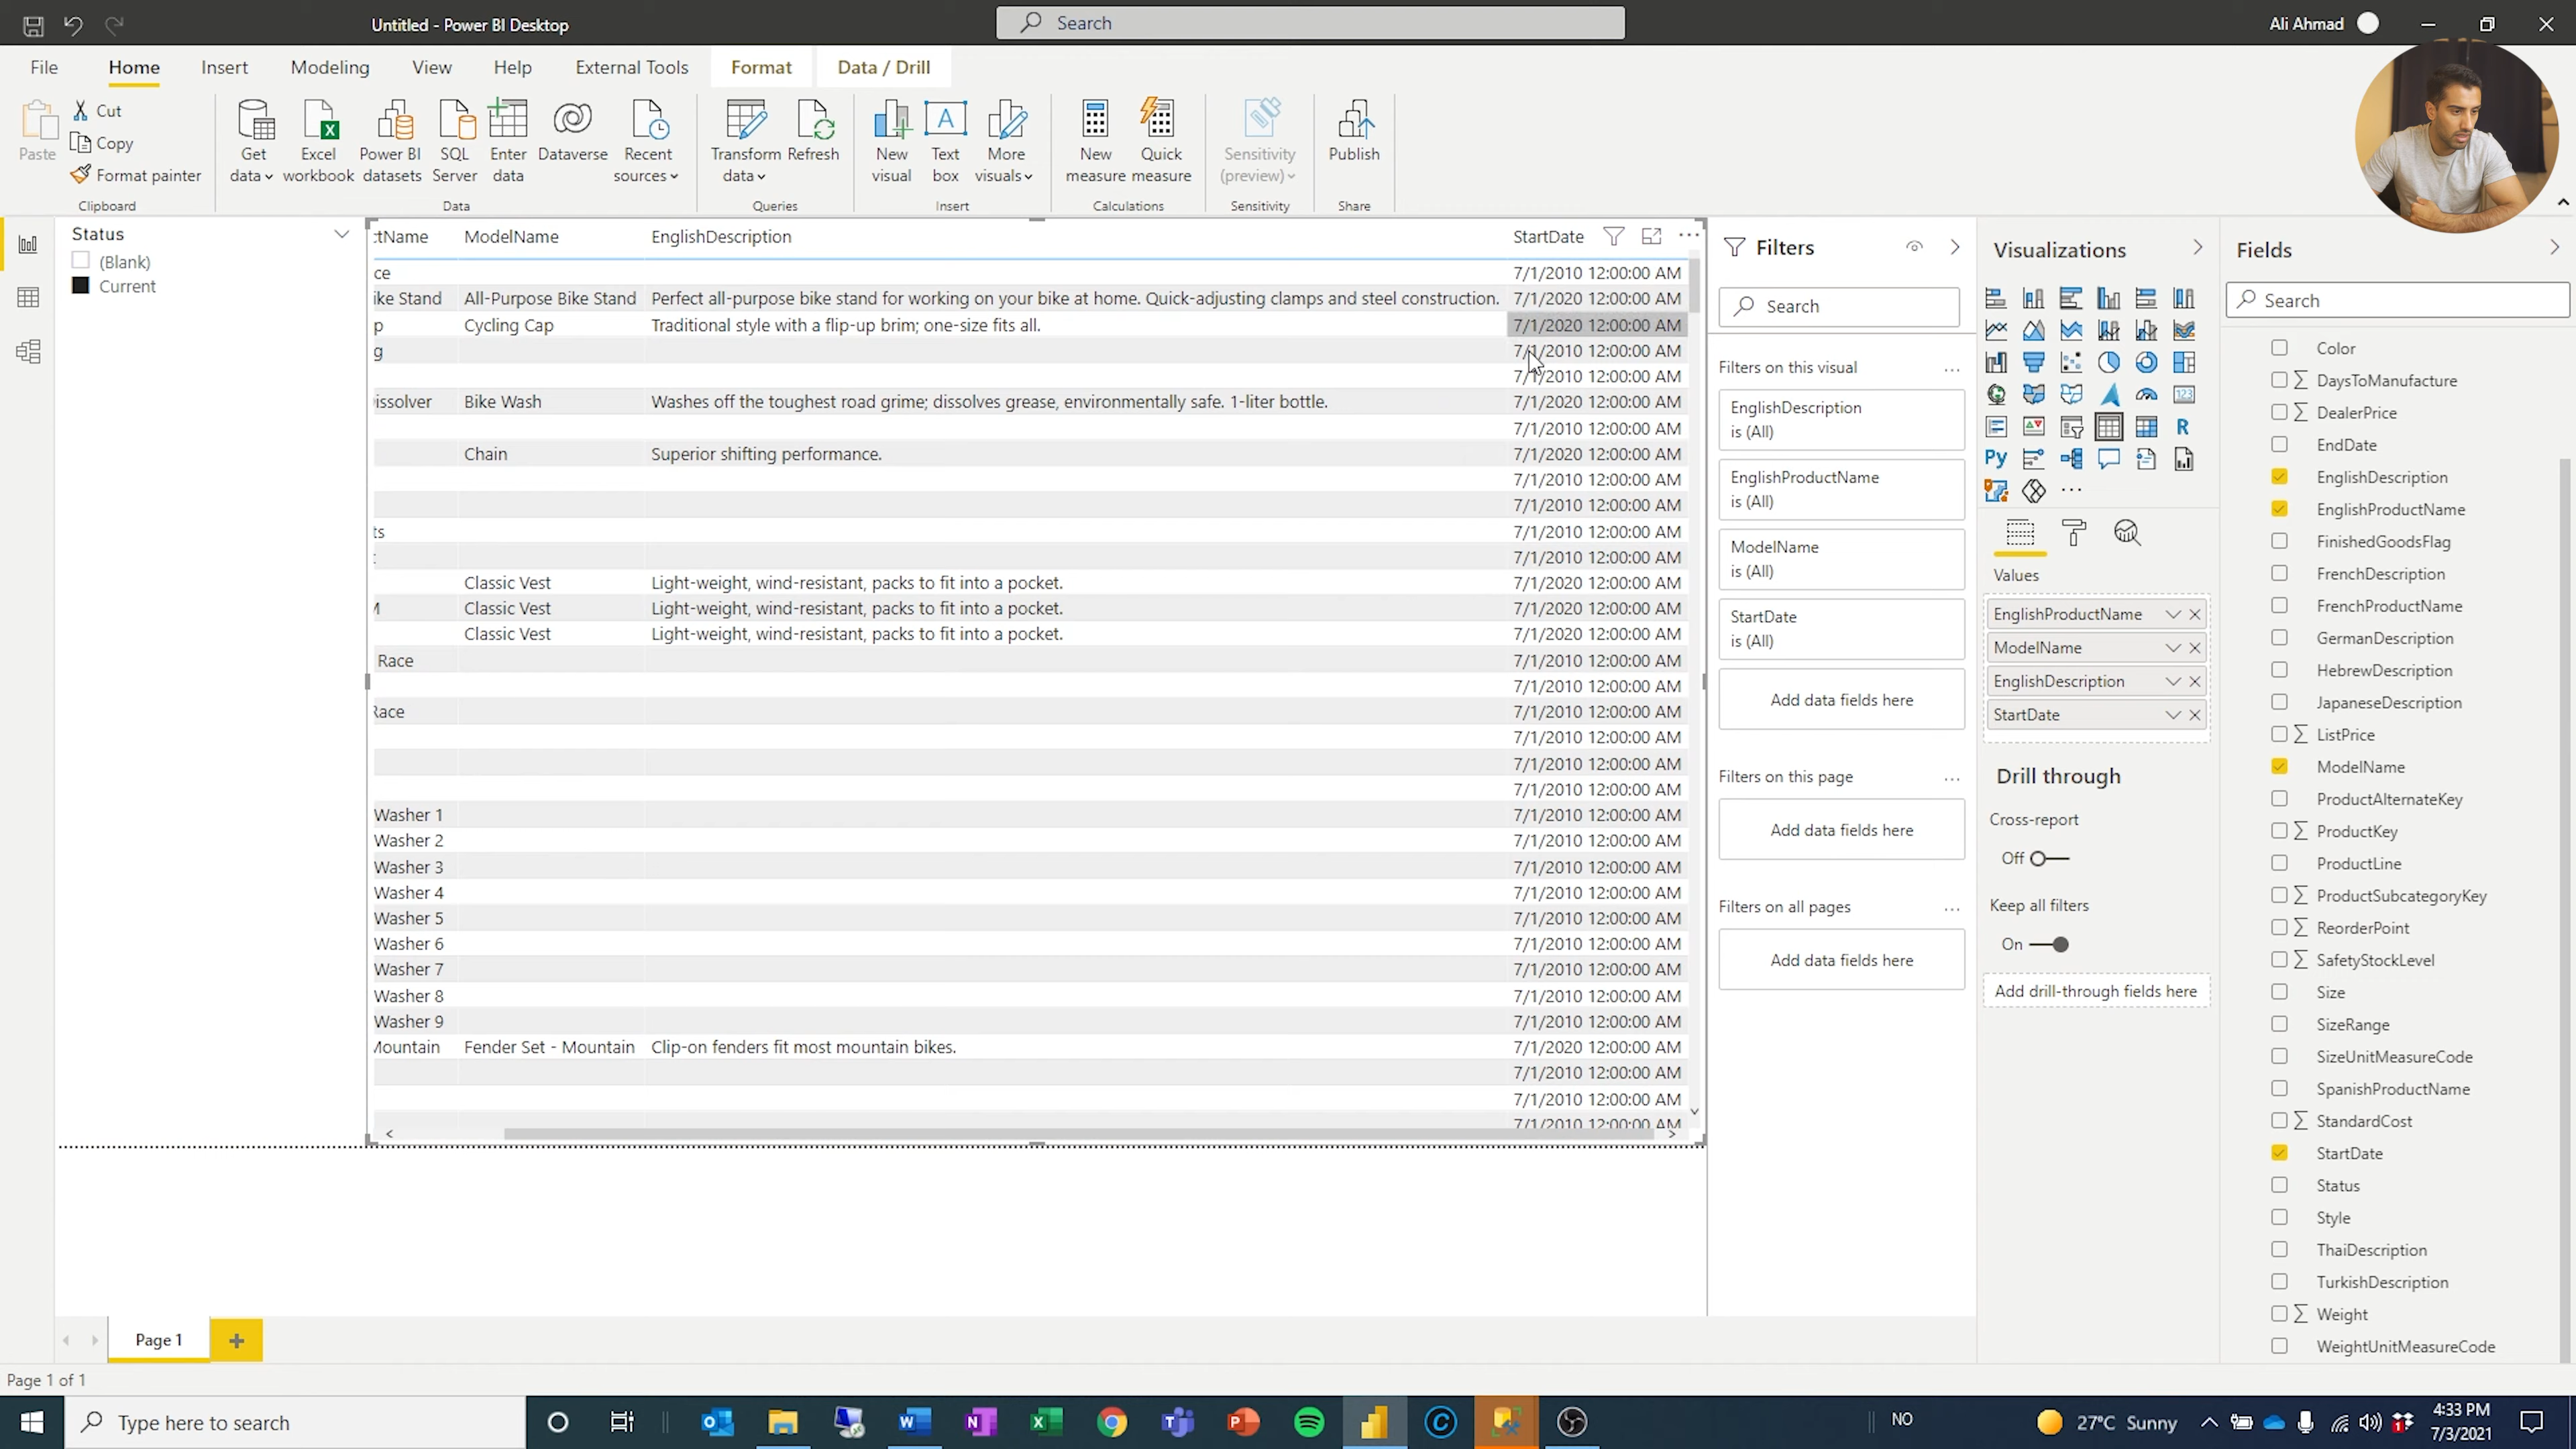 Untitled - Power BI Desktop
Search
Ali Ahmad
File
Home
Insert
Modeling
View
Help
External Tools
Format
Data / Drill
Paste
Cut
Copy
Format painter
Clipboard
Get data
Excel workbook
Power BI datasets
SQL Server
Enter data
Dataverse
Recent sources
Data
Transform data
Refresh
Queries
New visual
Text box
More visuals
Insert
New measure
Quick measure
Calculations
Sensitivity (preview)
Sensitivity
Publish
Share
Status
(Blank)
Current
:tName ModelName EnglishDescription StartDate
ce 7/1/2010 12:00:00 AM
ike Stand All-Purpose Bike Stand Perfect all-purpose bike stand for working on your bike at home. Quick-adjusting clamps and steel construction. 7/1/2020 12:00:00 AM
p Cycling Cap Traditional style with a flip-up brim; one-size fits all. 7/1/2020 12:00:00 AM
g 7/1/2010 12:00:00 AM
7/1/2010 12:00:00 AM
issolver Bike Wash Washes off the toughest road grime; dissolves grease, environmentally safe. 1-liter bottle. 7/1/2020 12:00:00 AM
7/1/2010 12:00:00 AM
Chain Superior shifting performance. 7/1/2020 12:00:00 AM
7/1/2010 12:00:00 AM
7/1/2010 12:00:00 AM
ts 7/1/2010 12:00:00 AM
7/1/2010 12:00:00 AM
Classic Vest Light-weight, wind-resistant, packs to fit into a pocket. 7/1/2020 12:00:00 AM
M Classic Vest Light-weight, wind-resistant, packs to fit into a pocket. 7/1/2020 12:00:00 AM
Classic Vest Light-weight, wind-resistant, packs to fit into a pocket. 7/1/2020 12:00:00 AM
Race 7/1/2010 12:00:00 AM
7/1/2010 12:00:00 AM
Race 7/1/2010 12:00:00 AM
7/1/2010 12:00:00 AM
7/1/2010 12:00:00 AM
7/1/2010 12:00:00 AM
Washer 1 7/1/2010 12:00:00 AM
Washer 2 7/1/2010 12:00:00 AM
Washer 3 7/1/2010 12:00:00 AM
Washer 4 7/1/2010 12:00:00 AM
Washer 5 7/1/2010 12:00:00 AM
Washer 6 7/1/2010 12:00:00 AM
Washer 7 7/1/2010 12:00:00 AM
Washer 8 7/1/2010 12:00:00 AM
Washer 9 7/1/2010 12:00:00 AM
Mountain Fender Set - Mountain Clip-on fenders fit most mountain bikes. 7/1/2020 12:00:00 AM
7/1/2010 12:00:00 AM
7/1/2010 12:00:00 AM
7/1/2010 12:00:00 AM
Filters
Search
Filters on this visual
EnglishDescription
is (All)
EnglishProductName
is (All)
ModelName
is (All)
StartDate
is (All)
Add data fields here
Filters on this page
Add data fields here
Filters on all pages
Add data fields here
Visualizations
123
R
Py
Values
EnglishProductName
ModelName
EnglishDescription
StartDate
Drill through
Cross-report
Off
Keep all filters
On
Add drill-through fields here
Fields
Search
Color
DaysToManufacture
DealerPrice
EndDate
EnglishDescription
EnglishProductName
FinishedGoodsFlag
FrenchDescription
FrenchProductName
GermanDescription
HebrewDescription
JapaneseDescription
ListPrice
ModelName
ProductAlternateKey
ProductKey
ProductLine
ProductSubcategoryKey
ReorderPoint
SafetyStockLevel
Size
SizeRange
SizeUnitMeasureCode
SpanishProductName
StandardCost
StartDate
Status
Style
ThaiDescription
TurkishDescription
Weight
WeightUnitMeasureCode
Page 1
Page 1 of 1
Type here to search
NO
27°C Sunny
4:33 PM
7/3/2021